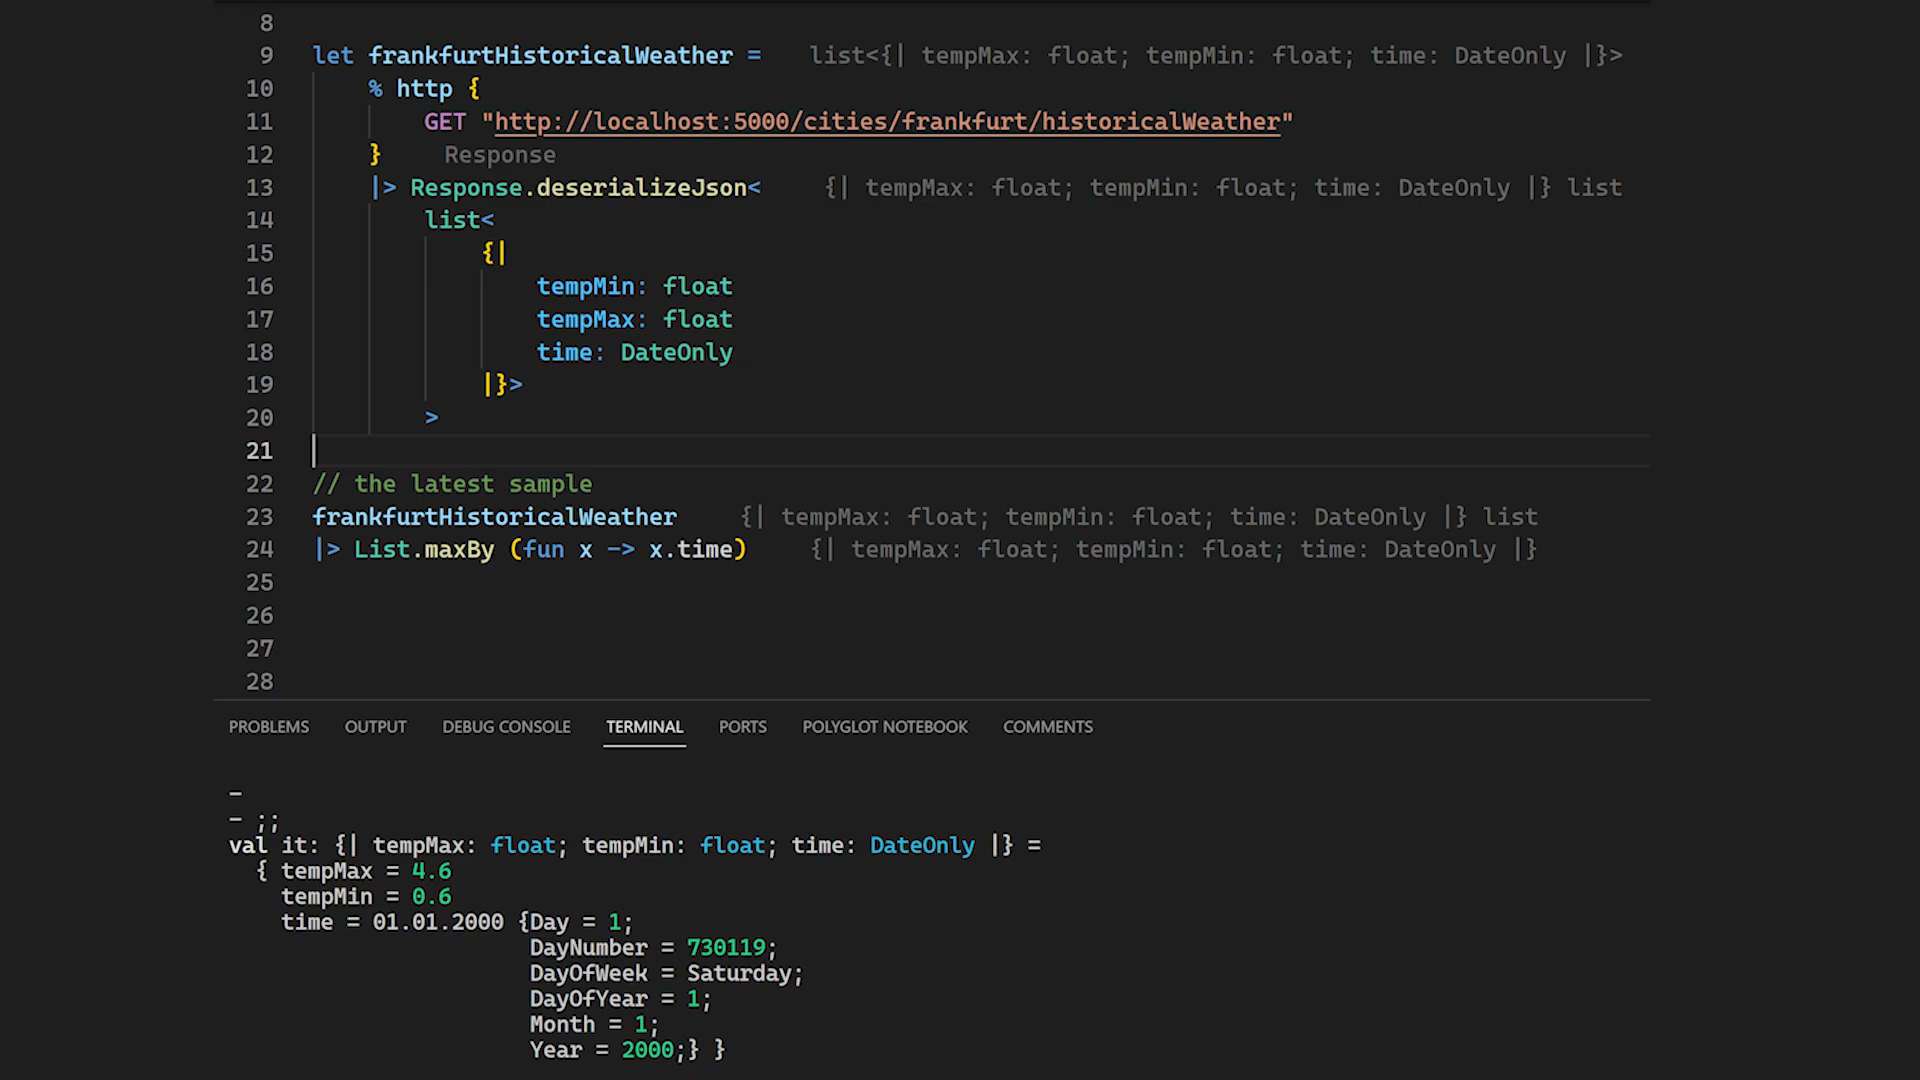 8
9 let frankfurtHistoricalWeather = list<{| tempMax: float; tempMin: float; time: DateOnly |}>
10 % http {
11 GET "http://localhost:5000/cities/frankfurt/historicalWeather"
12 } Response
13 |> Response.deserializeJson< {| tempMax: float; tempMin: float; time: DateOnly |} list
14 list<
15 {|
16 tempMin: float
17 tempMax: float
18 time: DateOnly
19 |}>
20 >
21
22 // the latest sample
23 frankfurtHistoricalWeather {| tempMax: float; tempMin: float; time: DateOnly |} list
24 |> List.maxBy (fun x -> x.time) {| tempMax: float; tempMin: float; time: DateOnly |}
25
26
27
28
PROBLEMS OUTPUT DEBUG CONSOLE TERMINAL PORTS POLYGLOT NOTEBOOK COMMENTS
-
- ;;
val it: {| tempMax: float; tempMin: float; time: DateOnly |} =
{ tempMax = 4.6
tempMin = 0.6
time = 01.01.2000 {Day = 1;
DayNumber = 730119;
DayOfWeek = Saturday;
DayOfYear = 1;
Month = 1;
Year = 2000;} }